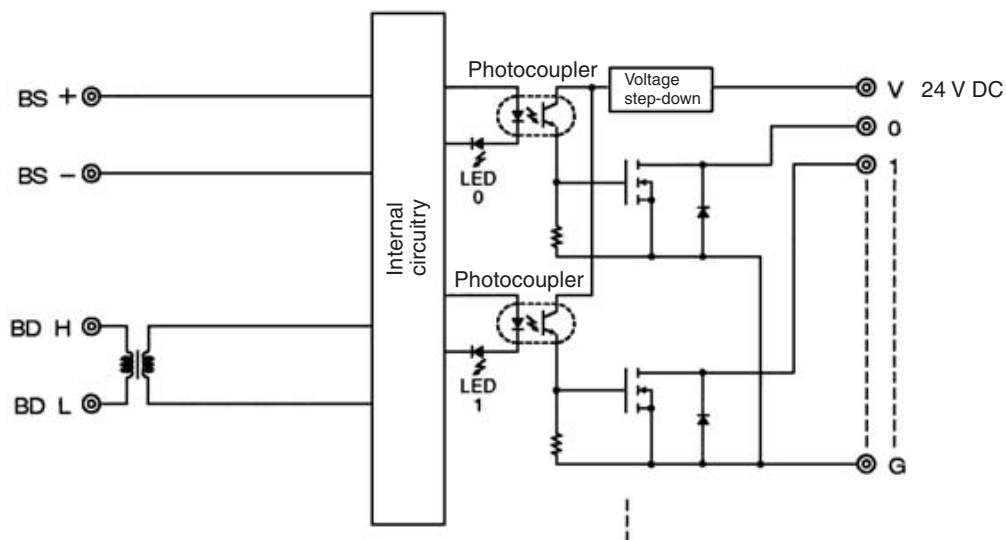 BS +
BS −
BD H
BD L
Internal
circuitry
Photocoupler
LED
0
Photocoupler
LED
1
Voltage
step-down
V 24 V DC
0
1
G